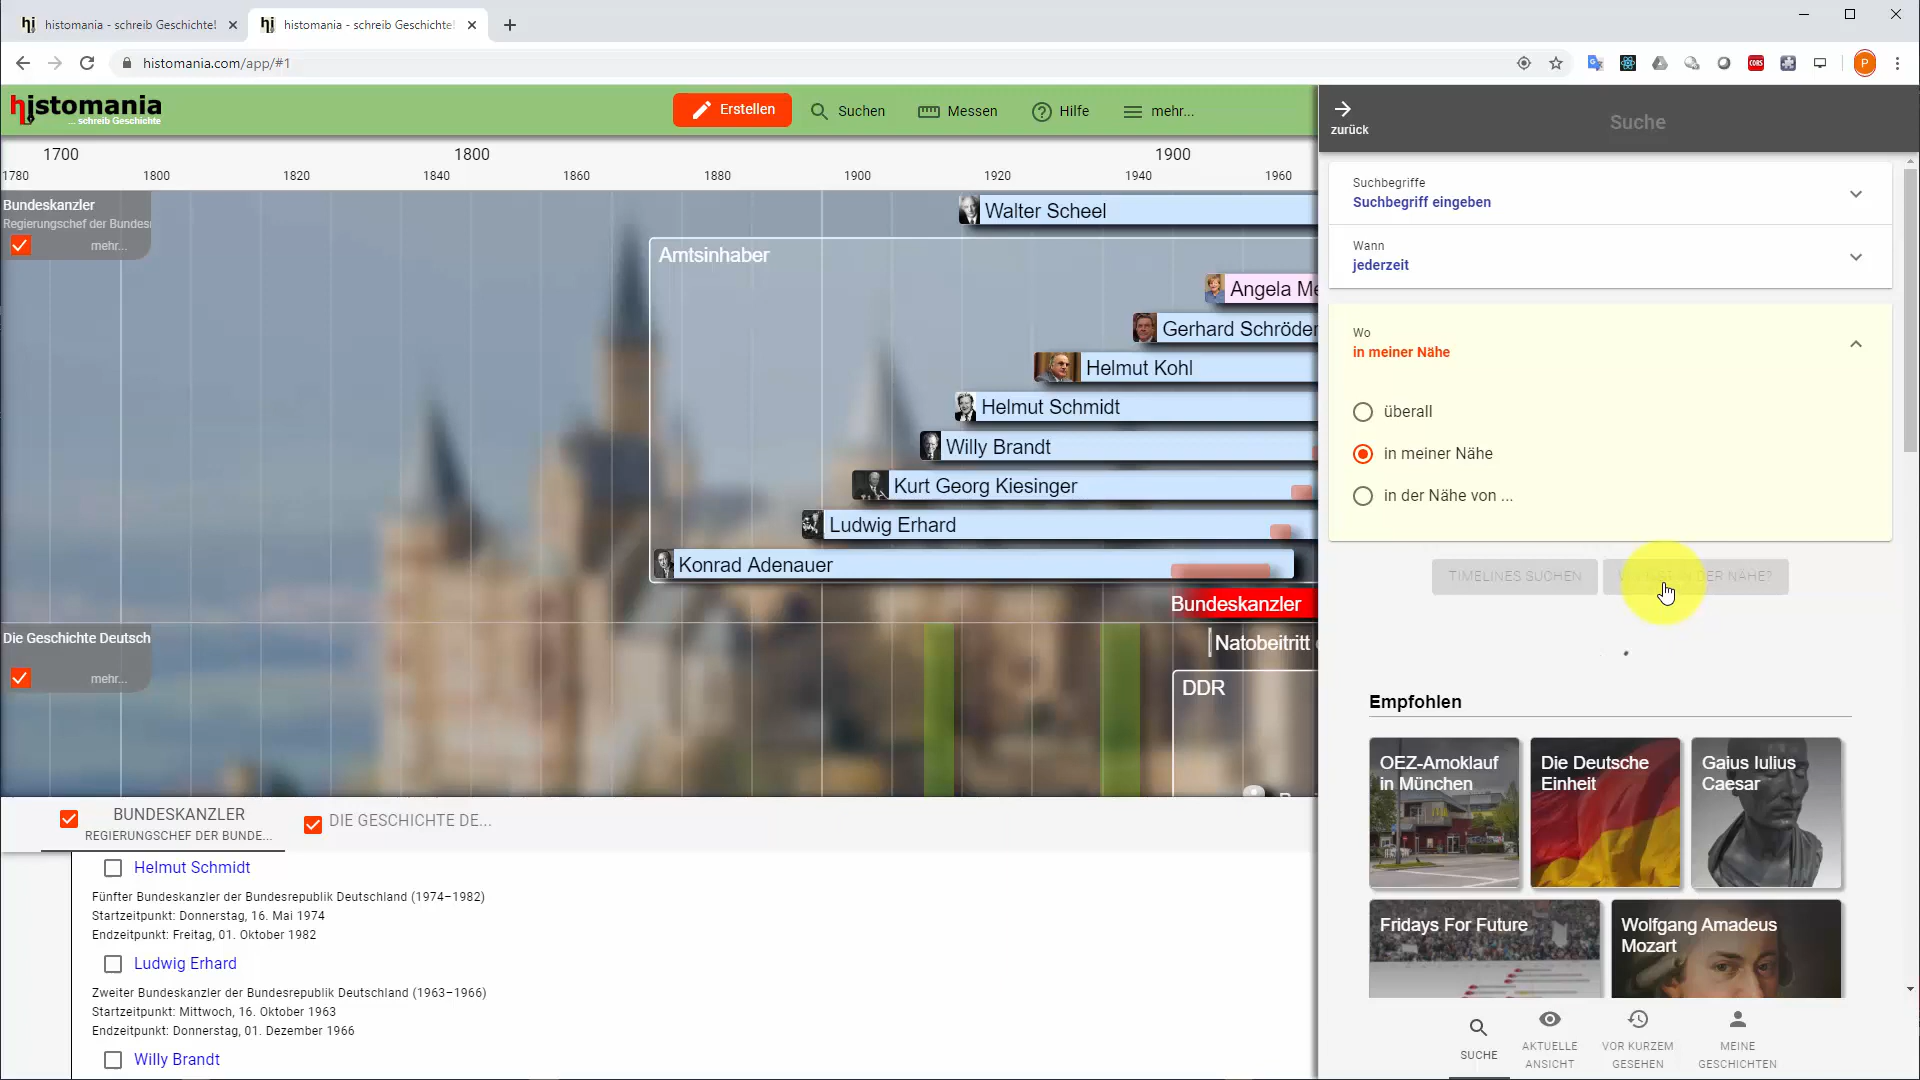 histomania - schreib Geschichte!
histomania - schreib Geschichte!
histomania.com/app/#1
CORS
P
histomania
... schreib Geschichte
Erstellen
Suchen
Messen
Hilfe
mehr...
1700
1800
1900
1780
1800
1820
1840
1860
1880
1900
1920
1940
1960
Bundeskanzler
Regierungschef der Bundes
mehr...
Walter Scheel
Amtsinhaber
Angela Me
Gerhard Schröder
Helmut Kohl
Helmut Schmidt
Willy Brandt
Kurt Georg Kiesinger
Ludwig Erhard
Konrad Adenauer
Bundeskanzler
Die Geschichte Deutsch
mehr...
Natobeitritt
DDR
BUNDESKANZLER
REGIERUNGSCHEF DER BUNDE...
DIE GESCHICHTE DE...
Helmut Schmidt
Fünfter Bundeskanzler der Bundesrepublik Deutschland (1974–1982)
Startzeitpunkt: Donnerstag, 16. Mai 1974
Endzeitpunkt: Freitag, 01. Oktober 1982
Ludwig Erhard
Zweiter Bundeskanzler der Bundesrepublik Deutschland (1963–1966)
Startzeitpunkt: Mittwoch, 16. Oktober 1963
Endzeitpunkt: Donnerstag, 01. Dezember 1966
Willy Brandt
zurück
Suche
Suchbegriffe
Suchbegriff eingeben
Wann
jederzeit
Wo
in meiner Nähe
überall
in meiner Nähe
in der Nähe von ...
TIMELINES SUCHEN
DER NÄHE?
Empfohlen
OEZ-Amoklauf
in München
Die Deutsche
Einheit
Gaius Iulius
Caesar
Fridays For Future
Wolfgang Amadeus
Mozart
SUCHE
AKTUELLE
ANSICHT
VOR KURZEM
GESEHEN
MEINE
GESCHICHTEN